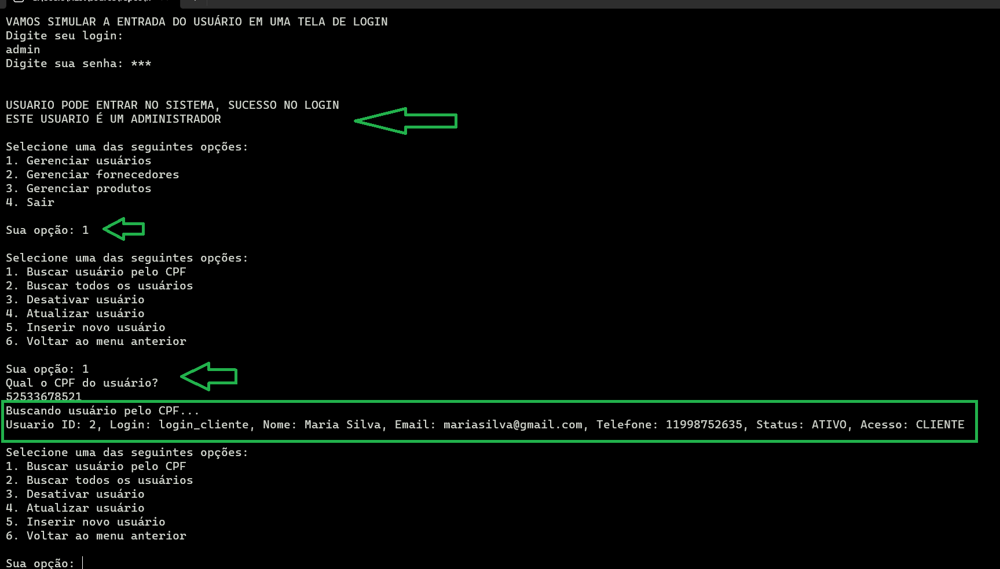 VAMOS SIMULAR A ENTRADA DO USUÁRIO EM UMA TELA DE LOGIN
Digite seu login:
admin
Digite sua senha: ***
USUARIO PODE ENTRAR NO SISTEMA, SUCESSO NO LOGIN
ESTE USUARIO É UM ADMINISTRADOR
Selecione uma das seguintes opções:
1. Gerenciar usuários
2. Gerenciar fornecedores
3. Gerenciar produtos
4. Sair
Sua opção: 1
Selecione uma das seguintes opções:
1. Buscar usuário pelo CPF
2. Buscar todos os usuários
3. Desativar usuário
4. Atualizar usuário
5. Inserir novo usuário
6. Voltar ao menu anterior
Sua opção: 1
Qual o CPF do usuário?
52533678521
Buscando usuário pelo CPF...
Usuario ID: 2, Login: login_cliente, Nome: Maria Silva, Email: mariasilva@gmail.com, Telefone: 11998752635, Status: ATIVO, Acesso: CLIENTE
Selecione uma das seguintes opções:
1. Buscar usuário pelo CPF
2. Buscar todos os usuários
3. Desativar usuário
4. Atualizar usuário
5. Inserir novo usuário
6. Voltar ao menu anterior
Sua opção: